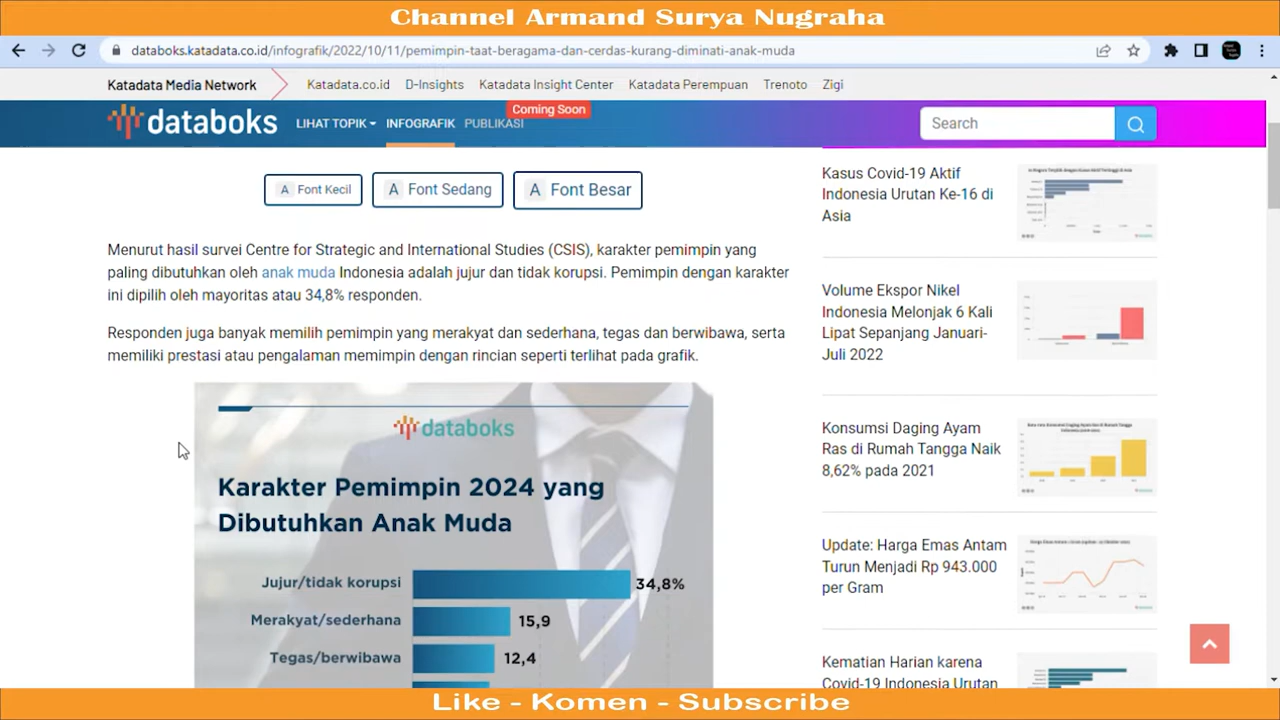 Channel Armand Surya Nugraha
databoks.katadata.co.id/infografik/2022/10/11/pemimpin-taat-beragama-dan-cerdas-kurang-diminati-anak-muda
Katadata Media Network
Katadata.co.id
D-Insights
Katadata Insight Center
Katadata Perempuan
Trenoto
Zigi
Coming Soon
databoks
LIHAT TOPIK
INFOGRAFIK
PUBLIKASI
Search
A Font Kecil
A Font Sedang
A Font Besar
Menurut hasil survei Centre for Strategic and International Studies (CSIS), karakter pemimpin yang
paling dibutuhkan oleh anak muda Indonesia adalah jujur dan tidak korupsi. Pemimpin dengan karakter
ini dipilih oleh mayoritas atau 34,8% responden.
Responden juga banyak memilih pemimpin yang merakyat dan sederhana, tegas dan berwibawa, serta
memiliki prestasi atau pengalaman memimpin dengan rincian seperti terlihat pada grafik.
databoks
Karakter Pemimpin 2024 yang
Dibutuhkan Anak Muda
Jujur/tidak korupsi 34,8%
Merakyat/sederhana 15,9
Tegas/berwibawa 12,4
Kasus Covid-19 Aktif
Indonesia Urutan Ke-16 di
Asia
Volume Ekspor Nikel
Indonesia Melonjak 6 Kali
Lipat Sepanjang Januari-
Juli 2022
Konsumsi Daging Ayam
Ras di Rumah Tangga Naik
8,62% pada 2021
Update: Harga Emas Antam
Turun Menjadi Rp 943.000
per Gram
Kematian Harian karena
Covid-19 Indonesia Urutan
Like - Komen - Subscribe